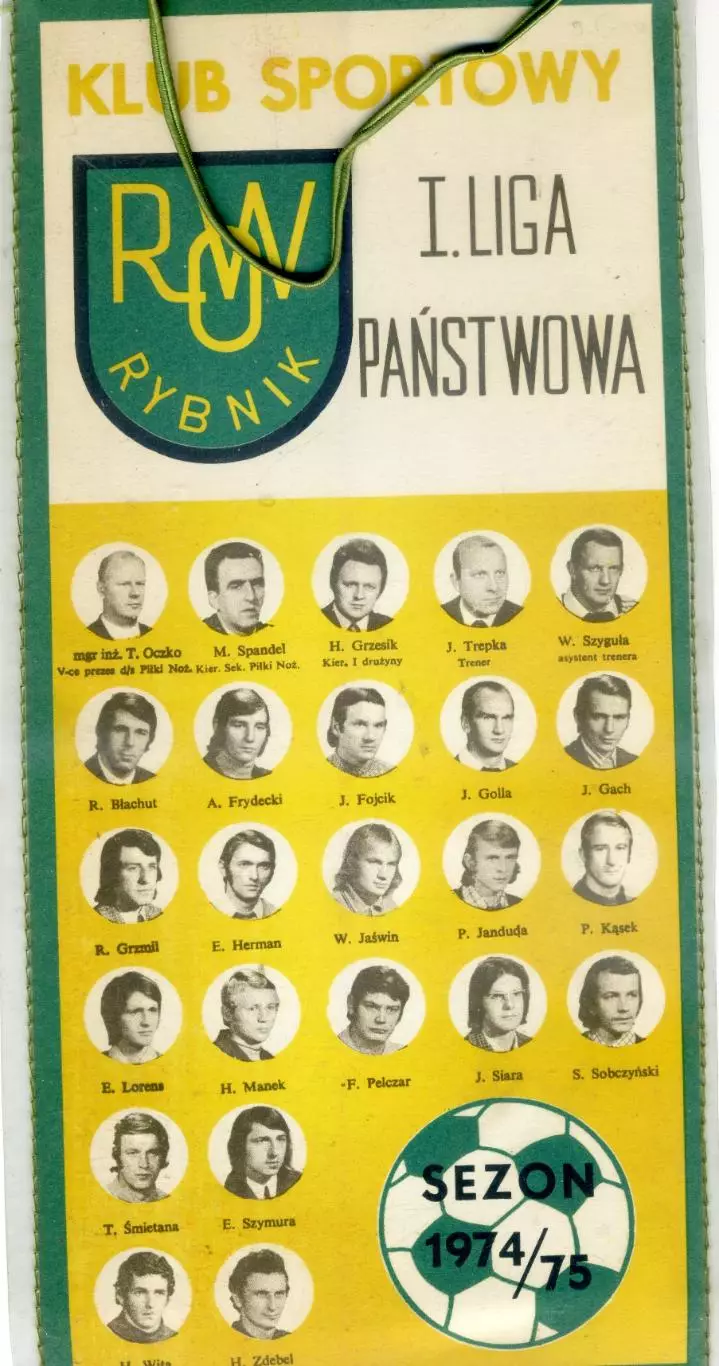 KLUB SPORTOWY
ROW
RYBNIK
I. LIGA
PAŃSTWOWA
mgr inż. T. Oczko
V-ce prezes d/s Piłki Noż.
M. Spandel
Kier. Sek. Piłki Noż.
H. Grzesik
Kier. I drużyny
J. Trepka
Trener
W. Szyguła
asystent trenera
R. Błachut
A. Frydecki
J. Fojcik
J. Golla
J. Gach
R. Grzmil
E. Herman
W. Jaświn
P. Janduda
P. Kąsek
E. Lorens
H. Manek
F. Pelczar
J. Siara
S. Sobczyński
T. Śmietana
E. Szymura
SEZON
1974/75
H. Wita
H. Zdebel